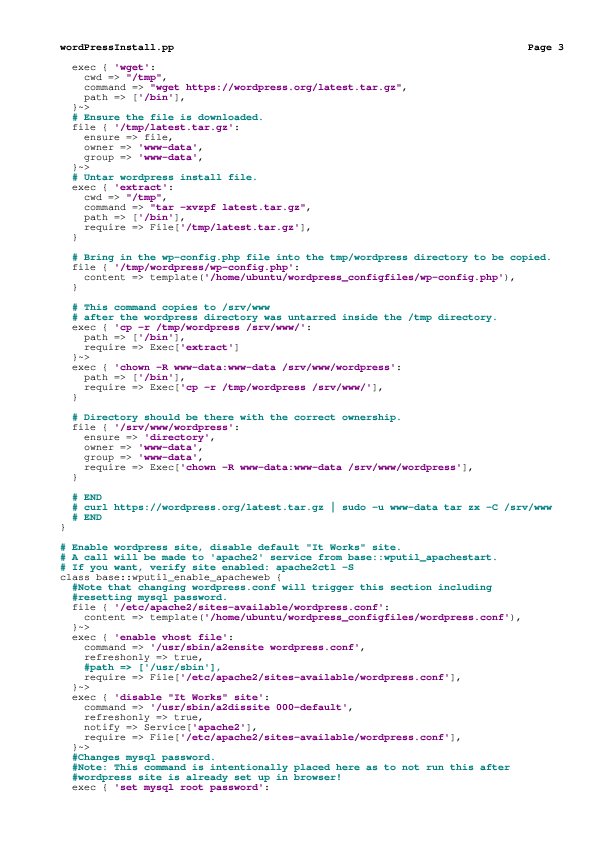 wordPressInstall.pp Page 3
exec { 'wget':
cwd => "/tmp",
command => "wget https://wordpress.org/latest.tar.gz",
path => ['/bin'],
}~>
# Ensure the file is downloaded.
file { '/tmp/latest.tar.gz':
ensure => file,
owner => 'www-data',
group => 'www-data',
}~>
# Untar wordpress install file.
exec { 'extract':
cwd => "/tmp",
command => "tar -xvzpf latest.tar.gz",
path => ['/bin'],
require => File['/tmp/latest.tar.gz'],
}
# Bring in the wp-config.php file into the tmp/wordpress directory to be copied.
file { '/tmp/wordpress/wp-config.php':
content => template('/home/ubuntu/wordpress_configfiles/wp-config.php'),
}
# This command copies to /srv/www
# after the wordpress directory was untarred inside the /tmp directory.
exec { 'cp -r /tmp/wordpress /srv/www/':
path => ['/bin'],
require => Exec['extract']
}~>
exec { 'chown -R www-data:www-data /srv/www/wordpress':
path => ['/bin'],
require => Exec['cp -r /tmp/wordpress /srv/www/'],
}
# Directory should be there with the correct ownership.
file { '/srv/www/wordpress':
ensure => 'directory',
owner => 'www-data',
group => 'www-data',
require => Exec['chown -R www-data:www-data /srv/www/wordpress'],
}
# END
# curl https://wordpress.org/latest.tar.gz | sudo -u www-data tar zx -C /srv/www
# END
}
# Enable wordpress site, disable default "It Works" site.
# A call will be made to 'apache2' service from base::wputil_apachestart.
# If you want, verify site enabled: apache2ctl -S
class base::wputil_enable_apacheweb {
#Note that changing wordpress.conf will trigger this section including
#resetting mysql password.
file { '/etc/apache2/sites-available/wordpress.conf':
content => template('/home/ubuntu/wordpress_configfiles/wordpress.conf'),
}~>
exec { 'enable vhost file':
command => '/usr/sbin/a2ensite wordpress.conf',
refreshonly => true,
#path => ['/usr/sbin'],
require => File['/etc/apache2/sites-available/wordpress.conf'],
}~>
exec { 'disable "It Works" site':
command => '/usr/sbin/a2dissite 000-default',
refreshonly => true,
notify => Service['apache2'],
require => File['/etc/apache2/sites-available/wordpress.conf'],
}~>
#Changes mysql password.
#Note: This command is intentionally placed here as to not run this after
#wordpress site is already set up in browser!
exec { 'set mysql root password':